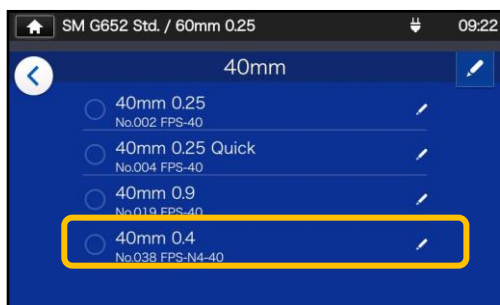 SM G652 Std. / 60mm 0.25 09:22
40mm
40mm 0.25
No.002 FPS-40
40mm 0.25 Quick
No.004 FPS-40
40mm 0.9
No.019 FPS-40
40mm 0.4
No.038 FPS-N4-40